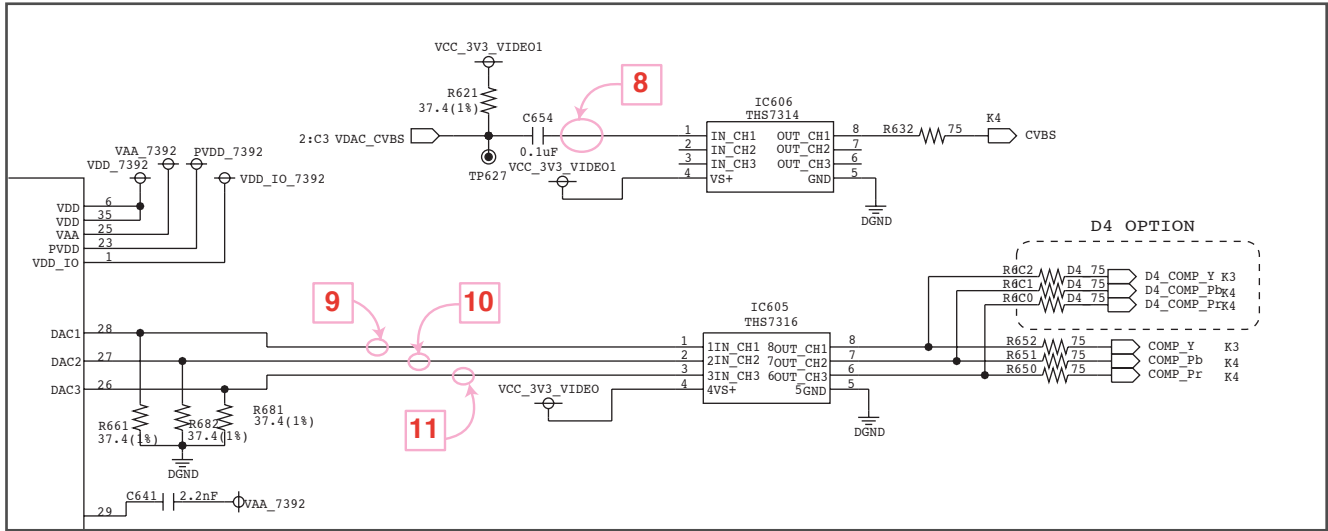 VCC_3V3_VIDEO1
8
R621
37.4(1%)
C654
0.1uF
2:C3 VDAC_CVBS
TP627
VCC_3V3_VIDEO1
IC606
THS7314
1 IN_CH1 OUT_CH1 8
2 IN_CH2 OUT_CH2 7
3 IN_CH3 OUT_CH3 6
4 VS+ GND 5
R632 75
K4
CVBS
DGND
VAA_7392 PVDD_7392
VDD_7392
VDD_IO_7392
VDD 6
VDD 35
VAA 25
PVDD 23
VDD_IO 1
D4 OPTION
R6C2 D4_75 D4_COMP_Y K3
R6C1 D4_75 D4_COMP_Pb K4
R6C0 D4_75 D4_COMP_Pr K4
9
10
11
DAC1 28
DAC2 27
DAC3 26
IC605
THS7316
1 1IN_CH1 8OUT_CH1 8
2 2IN_CH2 7OUT_CH2 7
3 3IN_CH3 6OUT_CH3 6
4 4VS+ 5GND 5
VCC_3V3_VIDEO
R652 75 COMP_Y K3
R651 75 COMP_Pb K4
R650 75 COMP_Pr K4
DGND
R661
37.4(1%)
R682
37.4(1%)
R681
37.4(1%)
DGND
C641 2.2nF
VAA_7392
29